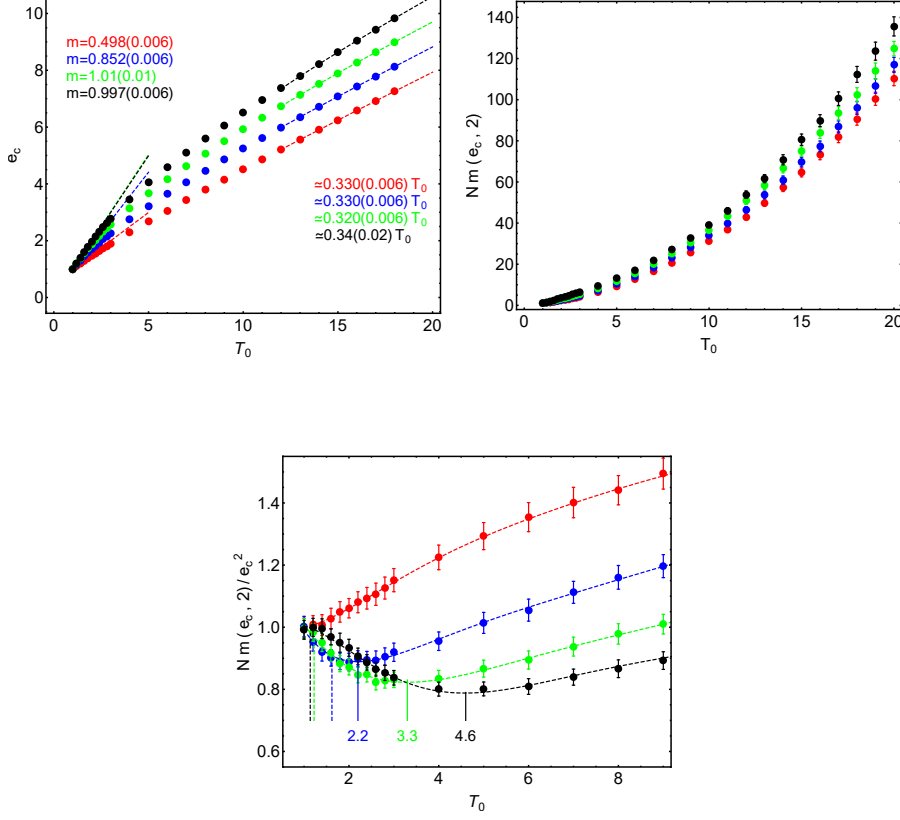 10
8
6
4
2
0
e_c
m=0.498(0.006)
m=0.852(0.006)
m=1.01(0.01)
m=0.997(0.006)
≃0.330(0.006) T_0
≃0.330(0.006) T_0
≃0.320(0.006) T_0
≃0.34(0.02) T_0
0 5 10 15 20
T_0
140
120
100
80
60
40
20
0
N m ( e_c , 2)
0 5 10 15 20
T_0
1.4
1.2
1.0
0.8
0.6
N m ( e_c , 2) / e_c^2
2.2 3.3 4.6
2 4 6 8
T_0